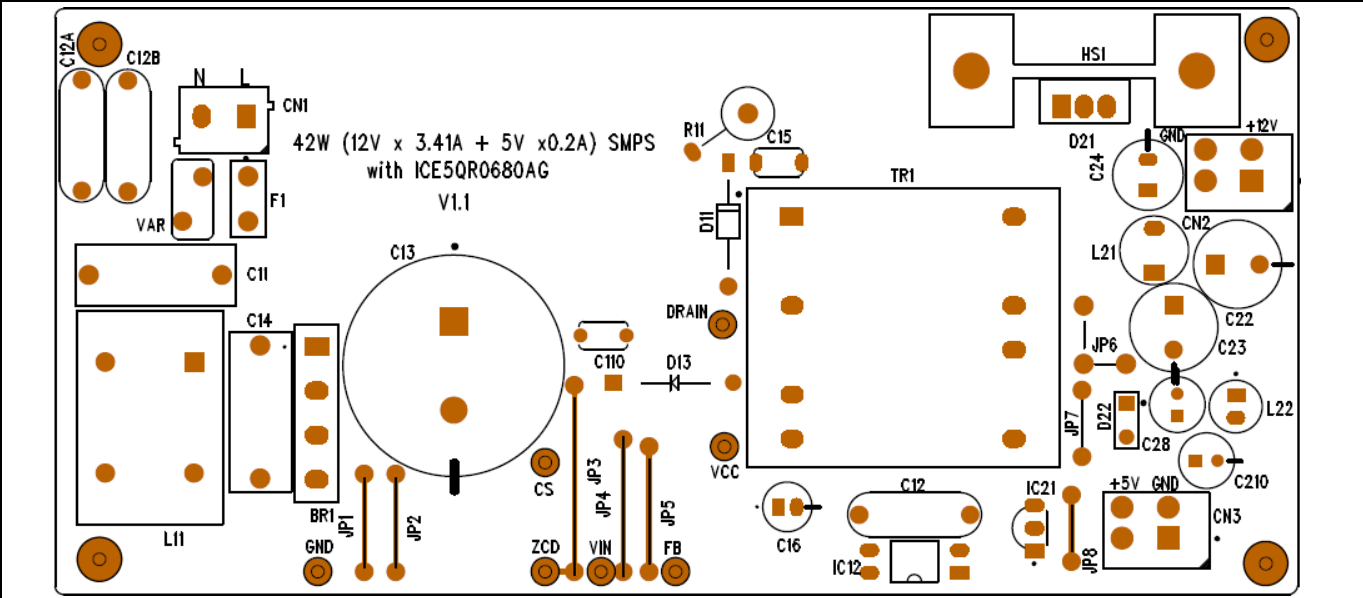 C12A
C12B
N L
CN1
42W (12V x 3.41A + 5V x0.2A) SMPS
with ICE5QR0680AG
V1.1
VAR
F1
C11
C13
C14
L11
BR1
JP1
JP2
GND
R11
C15
D11
DRAIN
C110
D13
TR1
HS1
D21
GND
+12V
C24
CN2
L21
C22
C23
JP6
JP7
D22
C28
L22
C210
VCC
CS
JP3
JP4
JP5
ZCD
VIN
FB
C16
C12
IC12
IC21
JP8
+5V GND
CN3